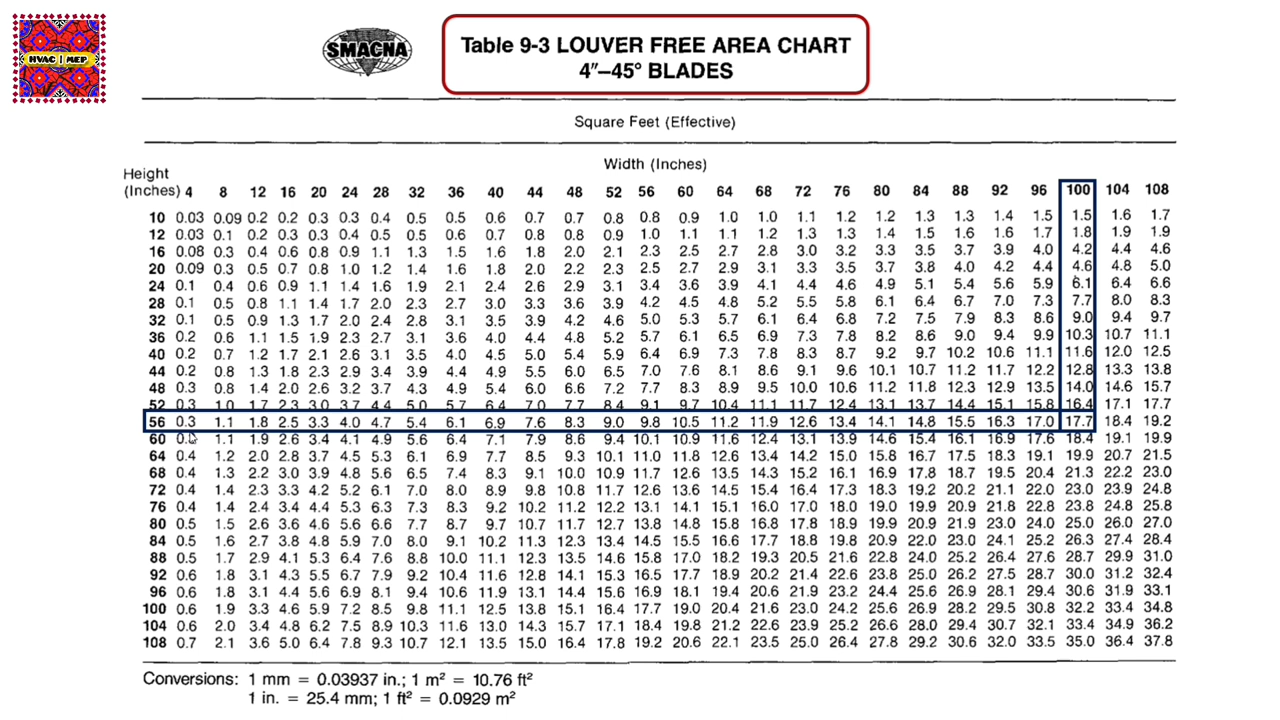 HVAC | MEP
SMACNA
Table 9-3 LOUVER FREE AREA CHART
4″–45° BLADES
Square Feet (Effective)
Width (Inches)
Height
(Inches) 4 8 12 16 20 24 28 32 36 40 44 48 52 56 60 64 68 72 76 80 84 88 92 96 100 104 108
10 0.03 0.09 0.2 0.2 0.3 0.3 0.4 0.5 0.5 0.6 0.7 0.7 0.8 0.8 0.9 1.0 1.0 1.1 1.2 1.2 1.3 1.3 1.4 1.5 1.5 1.6 1.7
12 0.03 0.1 0.2 0.3 0.3 0.4 0.5 0.5 0.6 0.7 0.8 0.8 0.9 1.0 1.1 1.1 1.2 1.3 1.3 1.4 1.5 1.6 1.6 1.7 1.8 1.9 1.9
16 0.08 0.3 0.4 0.6 0.8 0.9 1.1 1.3 1.5 1.6 1.8 2.0 2.1 2.3 2.5 2.7 2.8 3.0 3.2 3.3 3.5 3.7 3.9 4.0 4.2 4.4 4.6
20 0.09 0.3 0.5 0.7 0.8 1.0 1.2 1.4 1.6 1.8 2.0 2.2 2.3 2.5 2.7 2.9 3.1 3.3 3.5 3.7 3.8 4.0 4.2 4.4 4.6 4.8 5.0
24 0.1 0.4 0.6 0.9 1.1 1.4 1.6 1.9 2.1 2.4 2.6 2.9 3.1 3.4 3.6 3.9 4.1 4.4 4.6 4.9 5.1 5.4 5.6 5.9 6.1 6.4 6.6
28 0.1 0.5 0.8 1.1 1.4 1.7 2.0 2.3 2.7 3.0 3.3 3.6 3.9 4.2 4.5 4.8 5.2 5.5 5.8 6.1 6.4 6.7 7.0 7.3 7.7 8.0 8.3
32 0.1 0.5 0.9 1.3 1.7 2.0 2.4 2.8 3.1 3.5 3.9 4.2 4.6 5.0 5.3 5.7 6.1 6.4 6.8 7.2 7.5 7.9 8.3 8.6 9.0 9.4 9.7
36 0.2 0.6 1.1 1.5 1.9 2.3 2.7 3.1 3.6 4.0 4.4 4.8 5.2 5.7 6.1 6.5 6.9 7.3 7.8 8.2 8.6 9.0 9.4 9.9 10.3 10.7 11.1
40 0.2 0.7 1.2 1.7 2.1 2.6 3.1 3.5 4.0 4.5 5.0 5.4 5.9 6.4 6.9 7.3 7.8 8.3 8.7 9.2 9.7 10.2 10.6 11.1 11.6 12.0 12.5
44 0.2 0.8 1.3 1.8 2.3 2.9 3.4 3.9 4.4 4.9 5.5 6.0 6.5 7.0 7.6 8.1 8.6 9.1 9.6 10.1 10.7 11.2 11.7 12.2 12.8 13.3 13.8
48 0.3 0.8 1.4 2.0 2.6 3.2 3.7 4.3 4.9 5.4 6.0 6.6 7.2 7.7 8.3 8.9 9.5 10.0 10.6 11.2 11.8 12.3 12.9 13.5 14.0 14.6 15.7
52 0.3 1.0 1.7 2.3 3.0 3.7 4.4 5.0 5.7 6.4 7.0 7.7 8.4 9.1 9.7 10.4 11.1 11.7 12.4 13.1 13.7 14.4 15.1 15.8 16.4 17.1 17.7
56 0.3 1.1 1.8 2.5 3.3 4.0 4.7 5.4 6.1 6.9 7.6 8.3 9.0 9.8 10.5 11.2 11.9 12.6 13.4 14.1 14.8 15.5 16.3 17.0 17.7 18.4 19.2
60 1.1 1.9 2.6 3.4 4.1 4.9 5.6 6.4 7.1 7.9 8.6 9.4 10.1 10.9 11.6 12.4 13.1 13.9 14.6 15.4 16.1 16.9 17.6 18.4 19.1 19.9
64 0.4 1.2 2.0 2.8 3.7 4.5 5.3 6.1 6.9 7.7 8.5 9.3 10.1 11.0 11.8 12.6 13.4 14.2 15.0 15.8 16.7 17.5 18.3 19.1 19.9 20.7 21.5
68 0.4 1.3 2.2 3.0 3.9 4.8 5.6 6.5 7.4 8.3 9.1 10.0 10.9 11.7 12.6 13.5 14.3 15.2 16.1 16.9 17.8 18.7 19.5 20.4 21.3 22.2 23.0
72 0.4 1.4 2.3 3.3 4.2 5.2 6.1 7.0 8.0 8.9 9.8 10.8 11.7 12.6 13.6 14.5 15.4 16.4 17.3 18.3 19.2 20.2 21.1 22.0 23.0 23.9 24.8
76 0.4 1.4 2.4 3.4 4.4 5.3 6.3 7.3 8.3 9.2 10.2 11.2 12.2 13.1 14.1 15.1 16.0 17.0 18.0 19.0 19.9 20.9 21.8 22.8 23.8 24.8 25.8
80 0.5 1.5 2.6 3.6 4.6 5.6 6.6 7.7 8.7 9.7 10.7 11.7 12.7 13.8 14.8 15.8 16.8 17.8 18.9 19.9 20.9 21.9 23.0 24.0 25.0 26.0 27.0
84 0.5 1.6 2.7 3.8 4.8 5.9 7.0 8.0 9.1 10.2 11.3 12.3 13.4 14.5 15.5 16.6 17.7 18.8 19.8 20.9 22.0 23.0 24.1 25.2 26.3 27.4 28.4
88 0.5 1.7 2.9 4.1 5.3 6.4 7.6 8.8 10.0 11.1 12.3 13.5 14.6 15.8 17.0 18.2 19.3 20.5 21.6 22.8 24.0 25.2 26.4 27.6 28.7 29.9 31.0
92 0.6 1.8 3.1 4.3 5.5 6.7 7.9 9.2 10.4 11.6 12.8 14.1 15.3 16.5 17.7 18.9 20.2 21.4 22.6 23.8 25.0 26.2 27.5 28.7 30.0 31.2 32.4
96 0.6 1.8 3.1 4.4 5.6 6.9 8.1 9.4 10.6 11.9 13.1 14.4 15.6 16.9 18.1 19.4 20.6 21.9 23.2 24.4 25.6 26.9 28.1 29.4 30.6 31.9 33.1
100 0.6 1.9 3.3 4.6 5.9 7.2 8.5 9.8 11.1 12.5 13.8 15.1 16.4 17.7 19.0 20.4 21.6 23.0 24.2 25.6 26.9 28.2 29.5 30.8 32.2 33.4 34.8
104 0.6 2.0 3.4 4.8 6.2 7.5 8.9 10.3 11.6 13.0 14.3 15.7 17.1 18.4 19.8 21.2 22.6 23.9 25.2 26.6 28.0 29.4 30.7 32.1 33.4 34.9 36.2
108 0.7 2.1 3.6 5.0 6.4 7.8 9.3 10.7 12.1 13.5 15.0 16.4 17.8 19.2 20.6 22.1 23.5 25.0 26.4 27.8 29.2 30.6 32.0 33.5 35.0 36.4 37.8
Conversions: 1 mm = 0.03937 in.; 1 m² = 10.76 ft²
1 in. = 25.4 mm; 1 ft² = 0.0929 m²